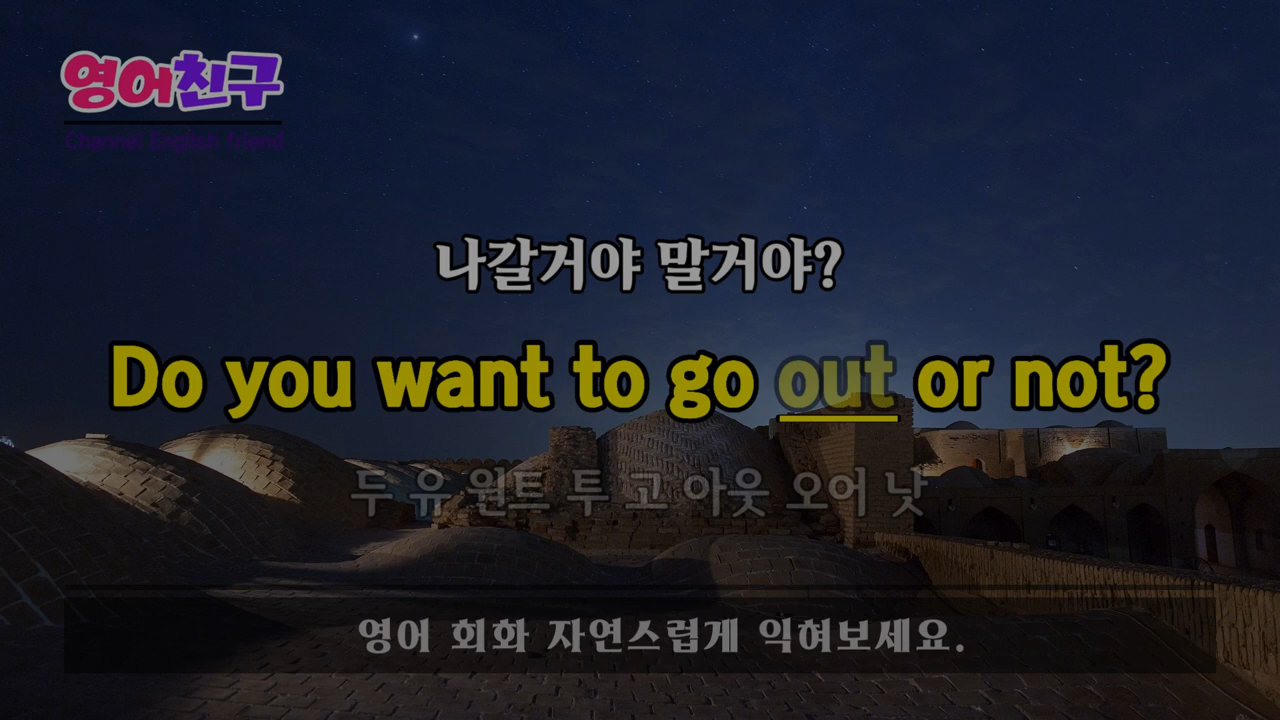 영어친구
Channel English friend
나갈거야 말거야?
Do you want to go out or not?
두 유 원트 투 고 아웃 오어 낫
영어 회화 자연스럽게 익혀보세요.